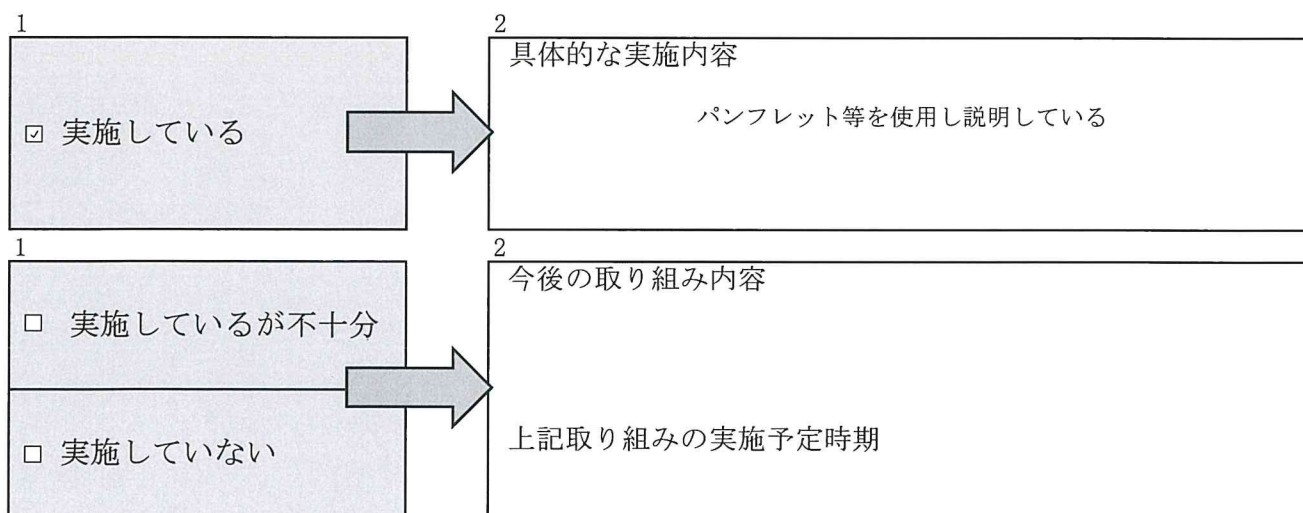 1
2
☑ 実施している
具体的な実施内容
パンフレット等を使用し説明している
1
2
□ 実施しているが不十分
□ 実施していない
今後の取り組み内容
上記取り組みの実施予定時期